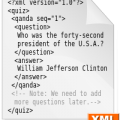 <?xml version="1.0"?>
<quiz>
<qanda seq="1">
<question>
Who was the forty-second
president of the U.S.A.?
</question>
<answer>
William Jefferson Clinton
</answer>
</qanda>
<!-- Note: We need to add
more questions later.-->
</quiz>
XML